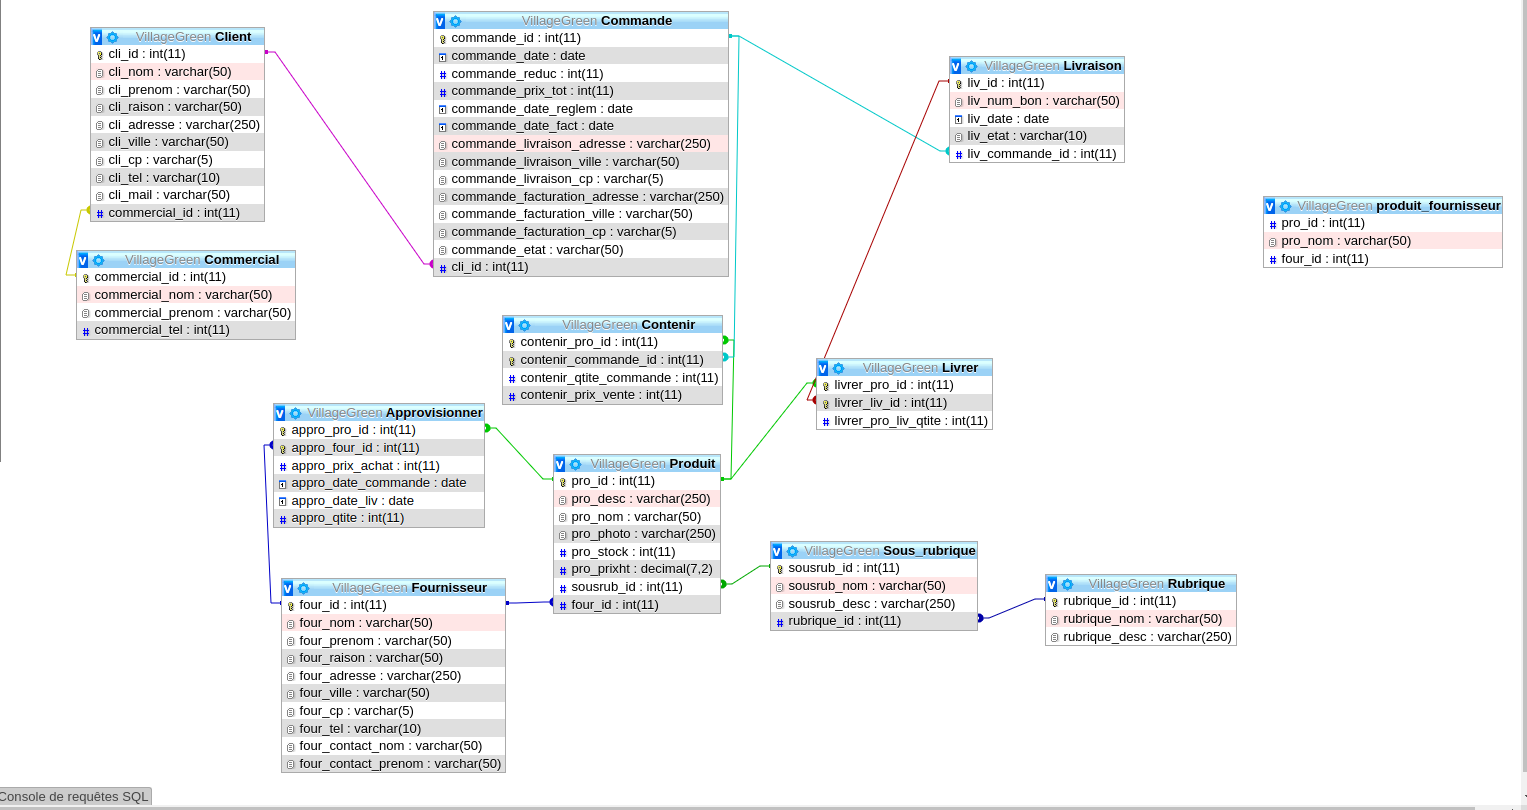 VillageGreen Client
cli_id : int(11)
cli_nom : varchar(50)
cli_prenom : varchar(50)
cli_raison : varchar(50)
cli_adresse : varchar(250)
cli_ville : varchar(50)
cli_cp : varchar(5)
cli_tel : varchar(10)
cli_mail : varchar(50)
commercial_id : int(11)
VillageGreen Commercial
commercial_id : int(11)
commercial_nom : varchar(50)
commercial_prenom : varchar(50)
commercial_tel : int(11)
VillageGreen Commande
commande_id : int(11)
commande_date : date
commande_reduc : int(11)
commande_prix_tot : int(11)
commande_date_reglem : date
commande_date_fact : date
commande_livraison_adresse : varchar(250)
commande_livraison_ville : varchar(50)
commande_livraison_cp : varchar(5)
commande_facturation_adresse : varchar(250)
commande_facturation_ville : varchar(50)
commande_facturation_cp : varchar(5)
commande_etat : varchar(50)
cli_id : int(11)
VillageGreen Livraison
liv_id : int(11)
liv_num_bon : varchar(50)
liv_date : date
liv_etat : varchar(10)
liv_commande_id : int(11)
VillageGreen produit_fournisseur
pro_id : int(11)
pro_nom : varchar(50)
four_id : int(11)
VillageGreen Contenir
contenir_pro_id : int(11)
contenir_commande_id : int(11)
contenir_qtite_commande : int(11)
contenir_prix_vente : int(11)
VillageGreen Livrer
livrer_pro_id : int(11)
livrer_liv_id : int(11)
livrer_pro_liv_qtite : int(11)
VillageGreen Approvisionner
appro_pro_id : int(11)
appro_four_id : int(11)
appro_prix_achat : int(11)
appro_date_commande : date
appro_date_liv : date
appro_qtite : int(11)
VillageGreen Produit
pro_id : int(11)
pro_desc : varchar(250)
pro_nom : varchar(50)
pro_photo : varchar(250)
pro_stock : int(11)
pro_prixht : decimal(7,2)
sousrub_id : int(11)
four_id : int(11)
VillageGreen Sous_rubrique
sousrub_id : int(11)
sousrub_nom : varchar(50)
sousrub_desc : varchar(250)
rubrique_id : int(11)
VillageGreen Rubrique
rubrique_id : int(11)
rubrique_nom : varchar(50)
rubrique_desc : varchar(250)
VillageGreen Fournisseur
four_id : int(11)
four_nom : varchar(50)
four_prenom : varchar(50)
four_raison : varchar(50)
four_adresse : varchar(250)
four_ville : varchar(50)
four_cp : varchar(5)
four_tel : varchar(10)
four_contact_nom : varchar(50)
four_contact_prenom : varchar(50)
Console de requêtes SQL